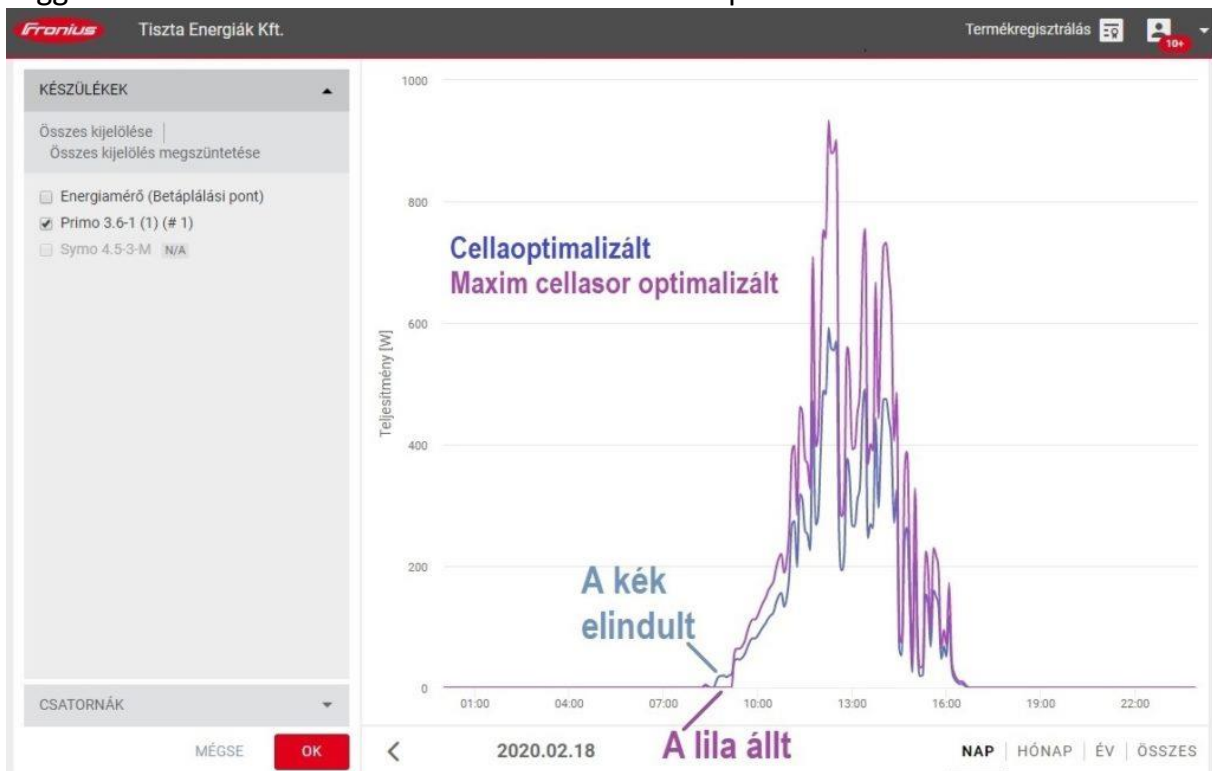 Fronius
Tiszta Energiák Kft.
Termékregisztrálás
10+
KÉSZÜLÉKEK
Összes kijelölése
Összes kijelölés megszüntetése
Energiamérő (Betáplálási pont)
Primo 3.6-1 (1) (# 1)
Symo 4.5-3-M N/A
CSATORNÁK
MÉGSE OK
Teljesítmény [W]
1000
800
600
400
200
0
Cellaoptimalizált
Maxim cellasor optimalizált
A kék
elindult
01:00 04:00 07:00 10:00 13:00 16:00 19:00 22:00
A lila állt
2020.02.18
NAP | HÓNAP | ÉV | ÖSSZES